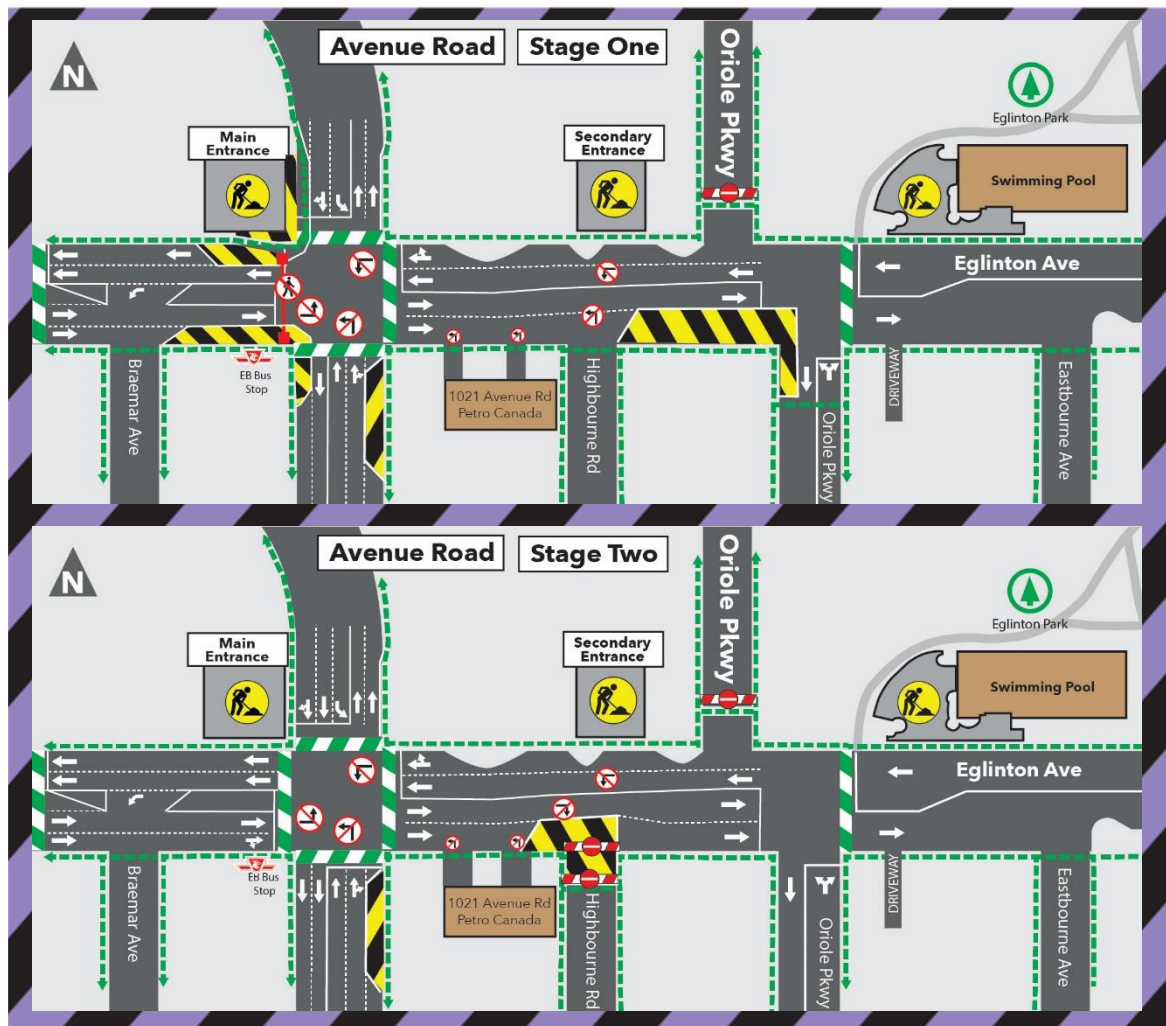 Avenue Road
Stage One
N
Main
Entrance
Secondary
Entrance
Oriole Pkwy
Eglinton Park
Swimming Pool
Eglinton Ave
EB Bus
Stop
Braemar Ave
1021 Avenue Rd
Petro Canada
Highbourne Rd
Oriole Pkwy
DRIVEWAY
Eastbourne Ave
Avenue Road
Stage Two
N
Main
Entrance
Secondary
Entrance
Oriole Pkwy
Eglinton Park
Swimming Pool
Eglinton Ave
EB Bus
Stop
Braemar Ave
1021 Avenue Rd
Petro Canada
Highbourne Rd
Oriole Pkwy
DRIVEWAY
Eastbourne Ave